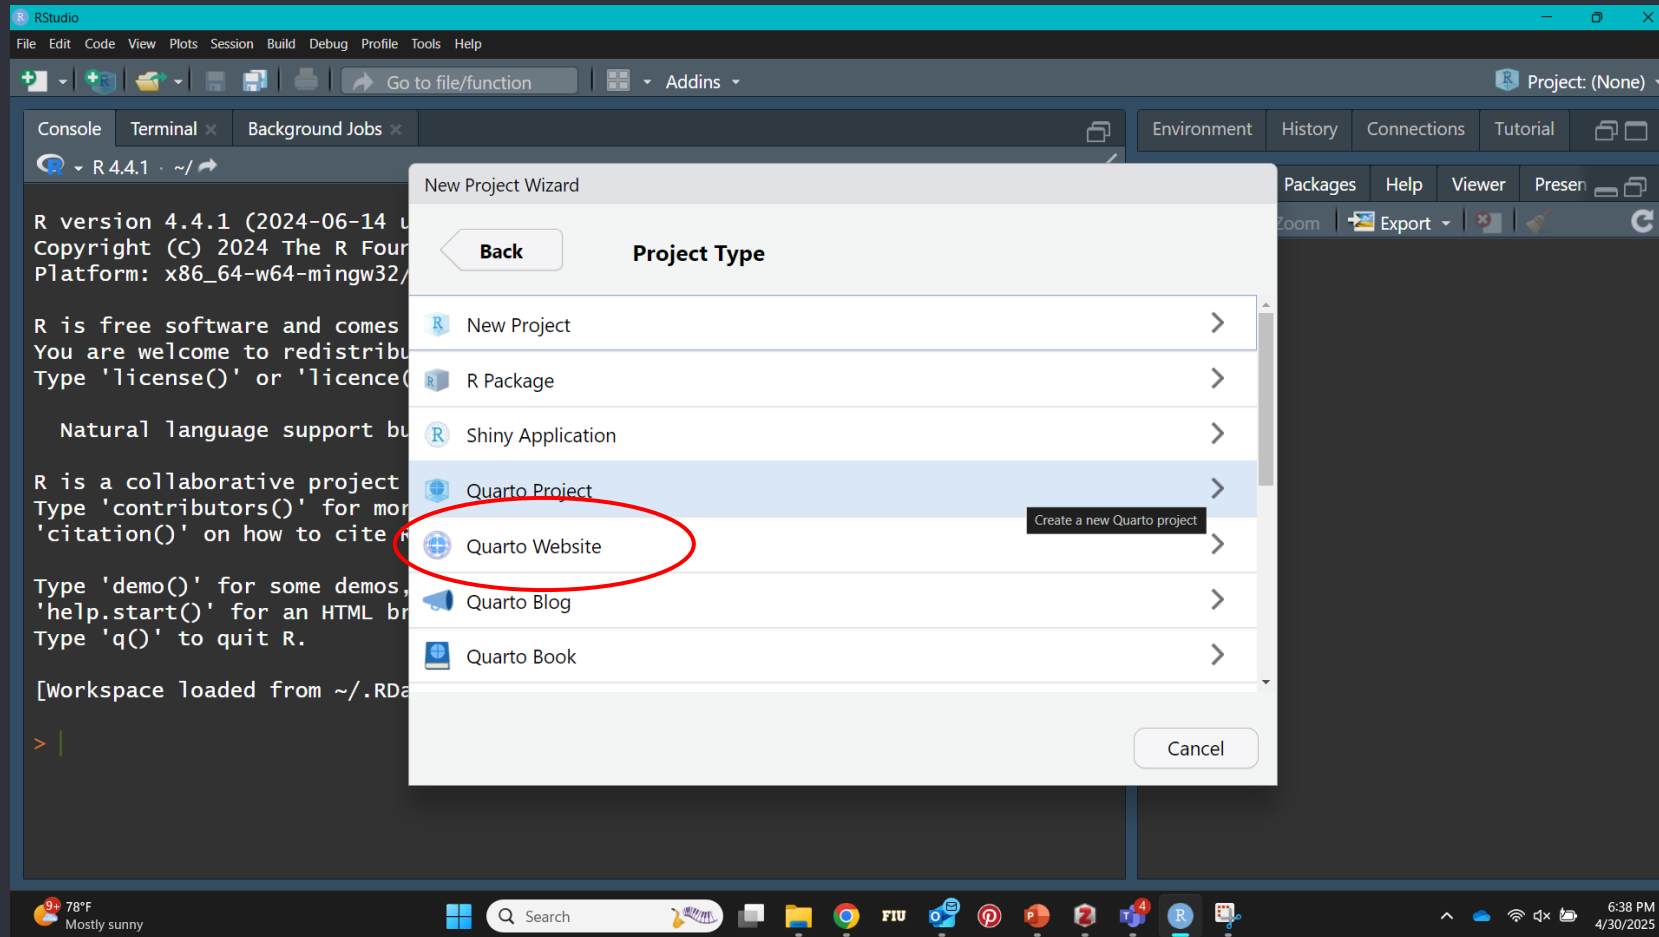 RStudio
File Edit Code View Plots Session Build Debug Profile Tools Help
Go to file/function
Addins
Project: (None)
Console Terminal Background Jobs
Environment History Connections Tutorial
R 4.4.1 · ~/
R version 4.4.1 (2024-06-14 u
Copyright (C) 2024 The R Four
Platform: x86_64-w64-mingw32/
R is free software and comes
You are welcome to redistribu
Type 'license()' or 'licence(
Natural language support bu
R is a collaborative project
Type 'contributors()' for mor
'citation()' on how to cite R
Type 'demo()' for some demos,
'help.start()' for an HTML br
Type 'q()' to quit R.
[Workspace loaded from ~/.RDa
>
New Project Wizard
Back
Project Type
New Project
R Package
Shiny Application
Quarto Project
Create a new Quarto project
Quarto Website
Quarto Blog
Quarto Book
Cancel
Packages Help Viewer Presen
Zoom Export
9+
78°F
Mostly sunny
Search
FIU
4
6:38 PM
4/30/2025